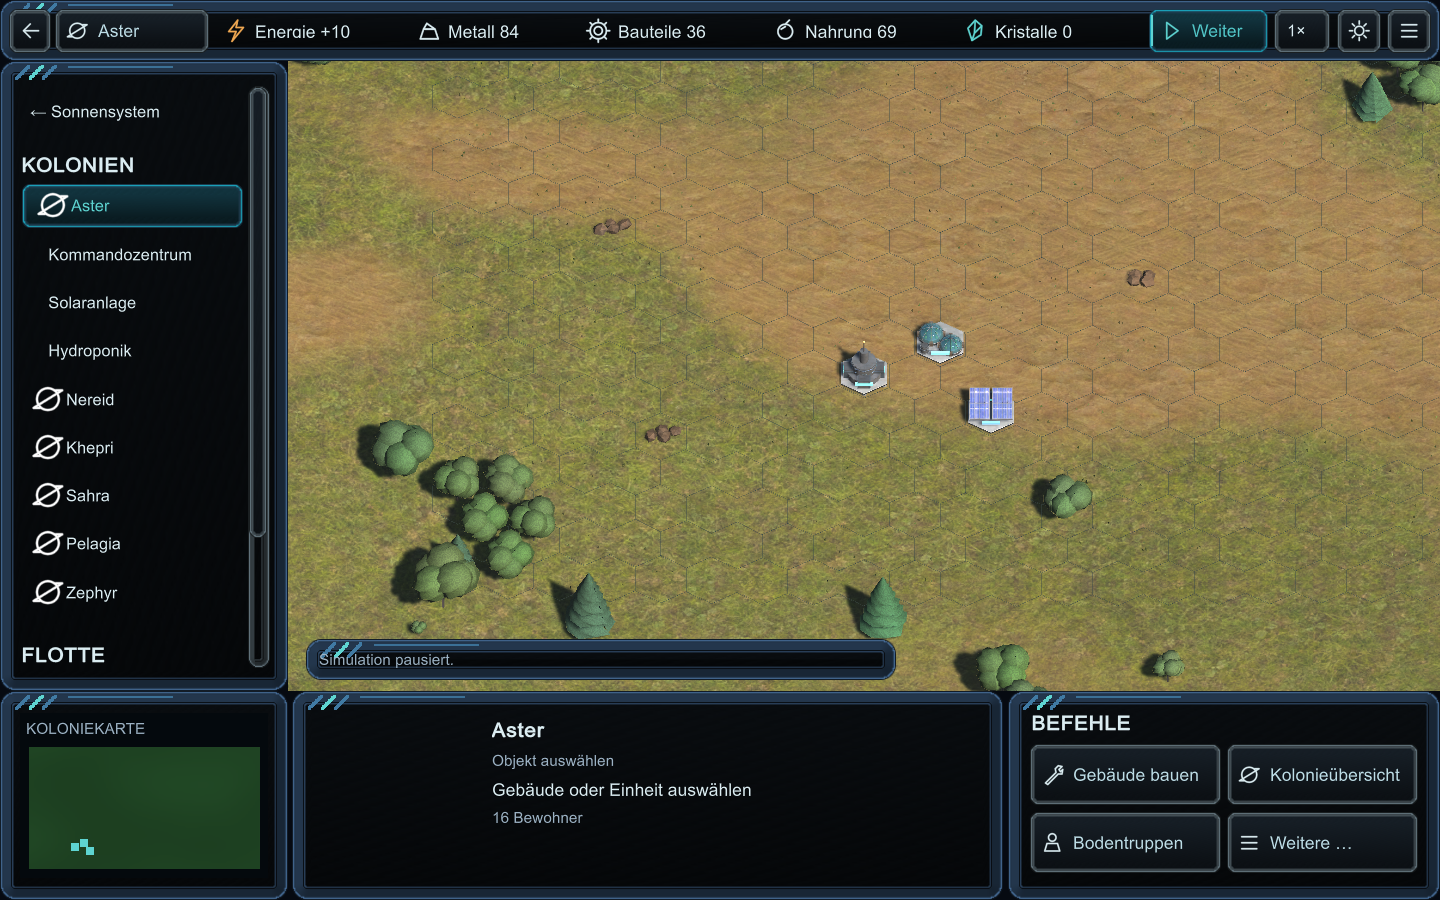 Aster
Energie +10
Metall 84
Bauteile 36
Nahrung 69
Kristalle 0
Weiter
1×
← Sonnensystem
KOLONIEN
Aster
Kommandozentrum
Solaranlage
Hydroponik
Nereid
Khepri
Sahra
Pelagia
Zephyr
FLOTTE
Simulation pausiert.
KOLONIEKARTE
Aster
Objekt auswählen
Gebäude oder Einheit auswählen
16 Bewohner
BEFEHLE
Gebäude bauen
Kolonieübersicht
Bodentruppen
Weitere …